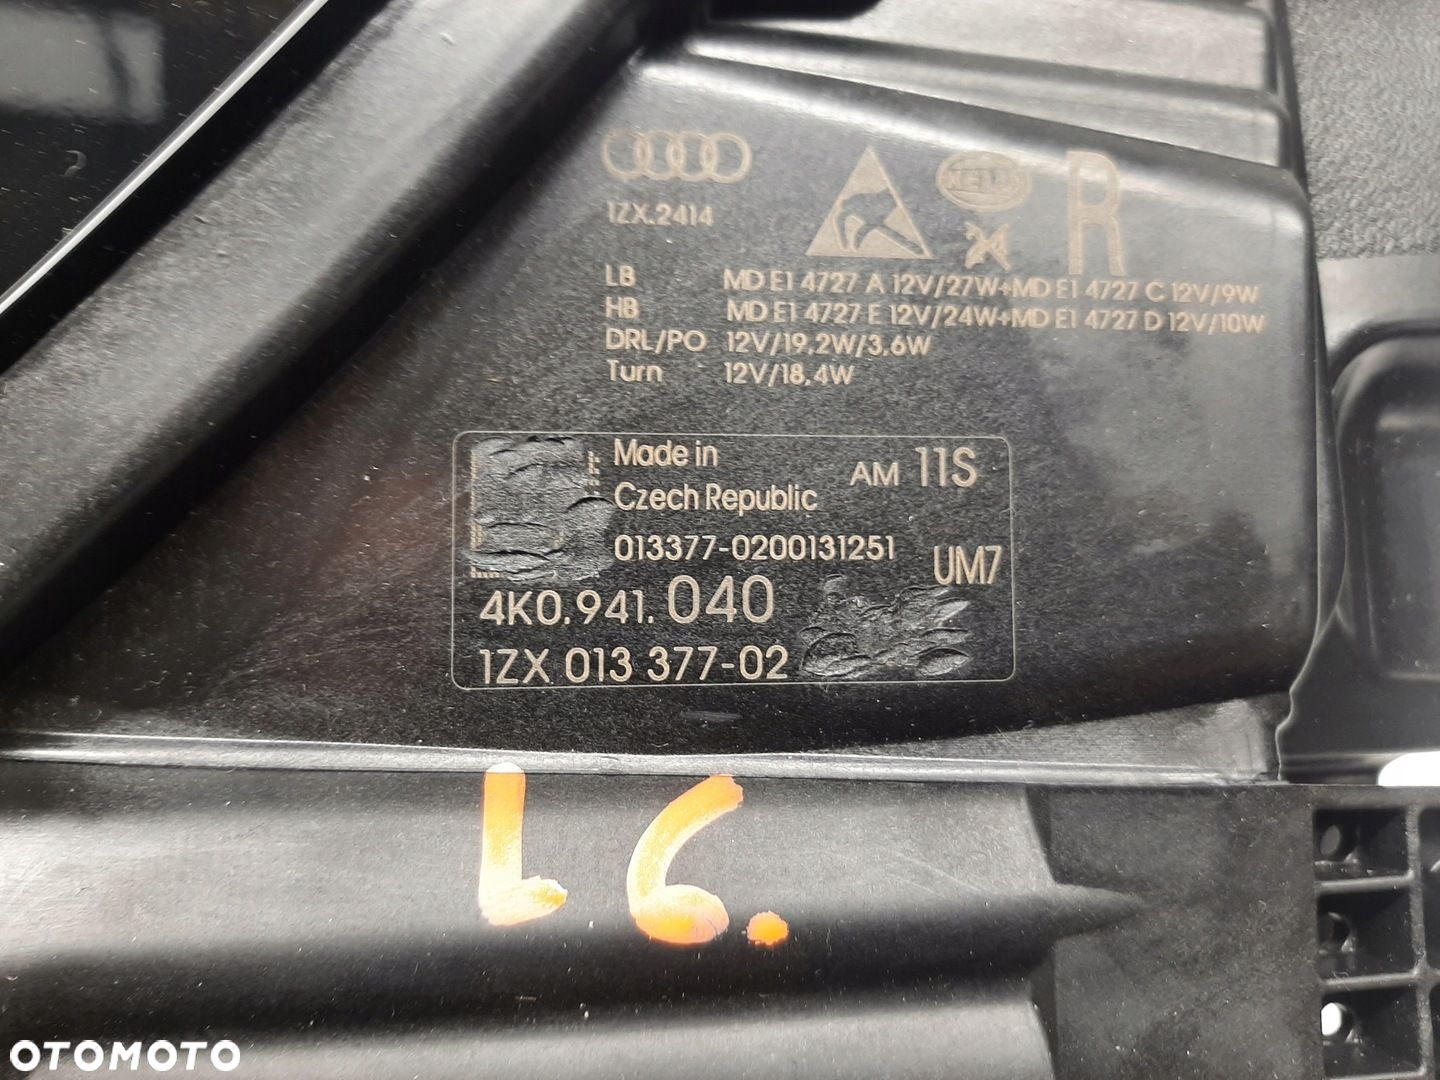 1ZX.2414
HELLA
R
LB MD E1 4727 A 12V/27W+MD E1 4727 C 12V/9W
HB MD E1 4727 E 12V/24W+MD E1 4727 D 12V/10W
DRL/PO 12V/19,2W/3,6W
Turn 12V/18,4W
Made in
Czech Republic
AM 11S
013377-0200131251
UM7
4K0.941.040
1ZX 013 377-02
OTOMOTO